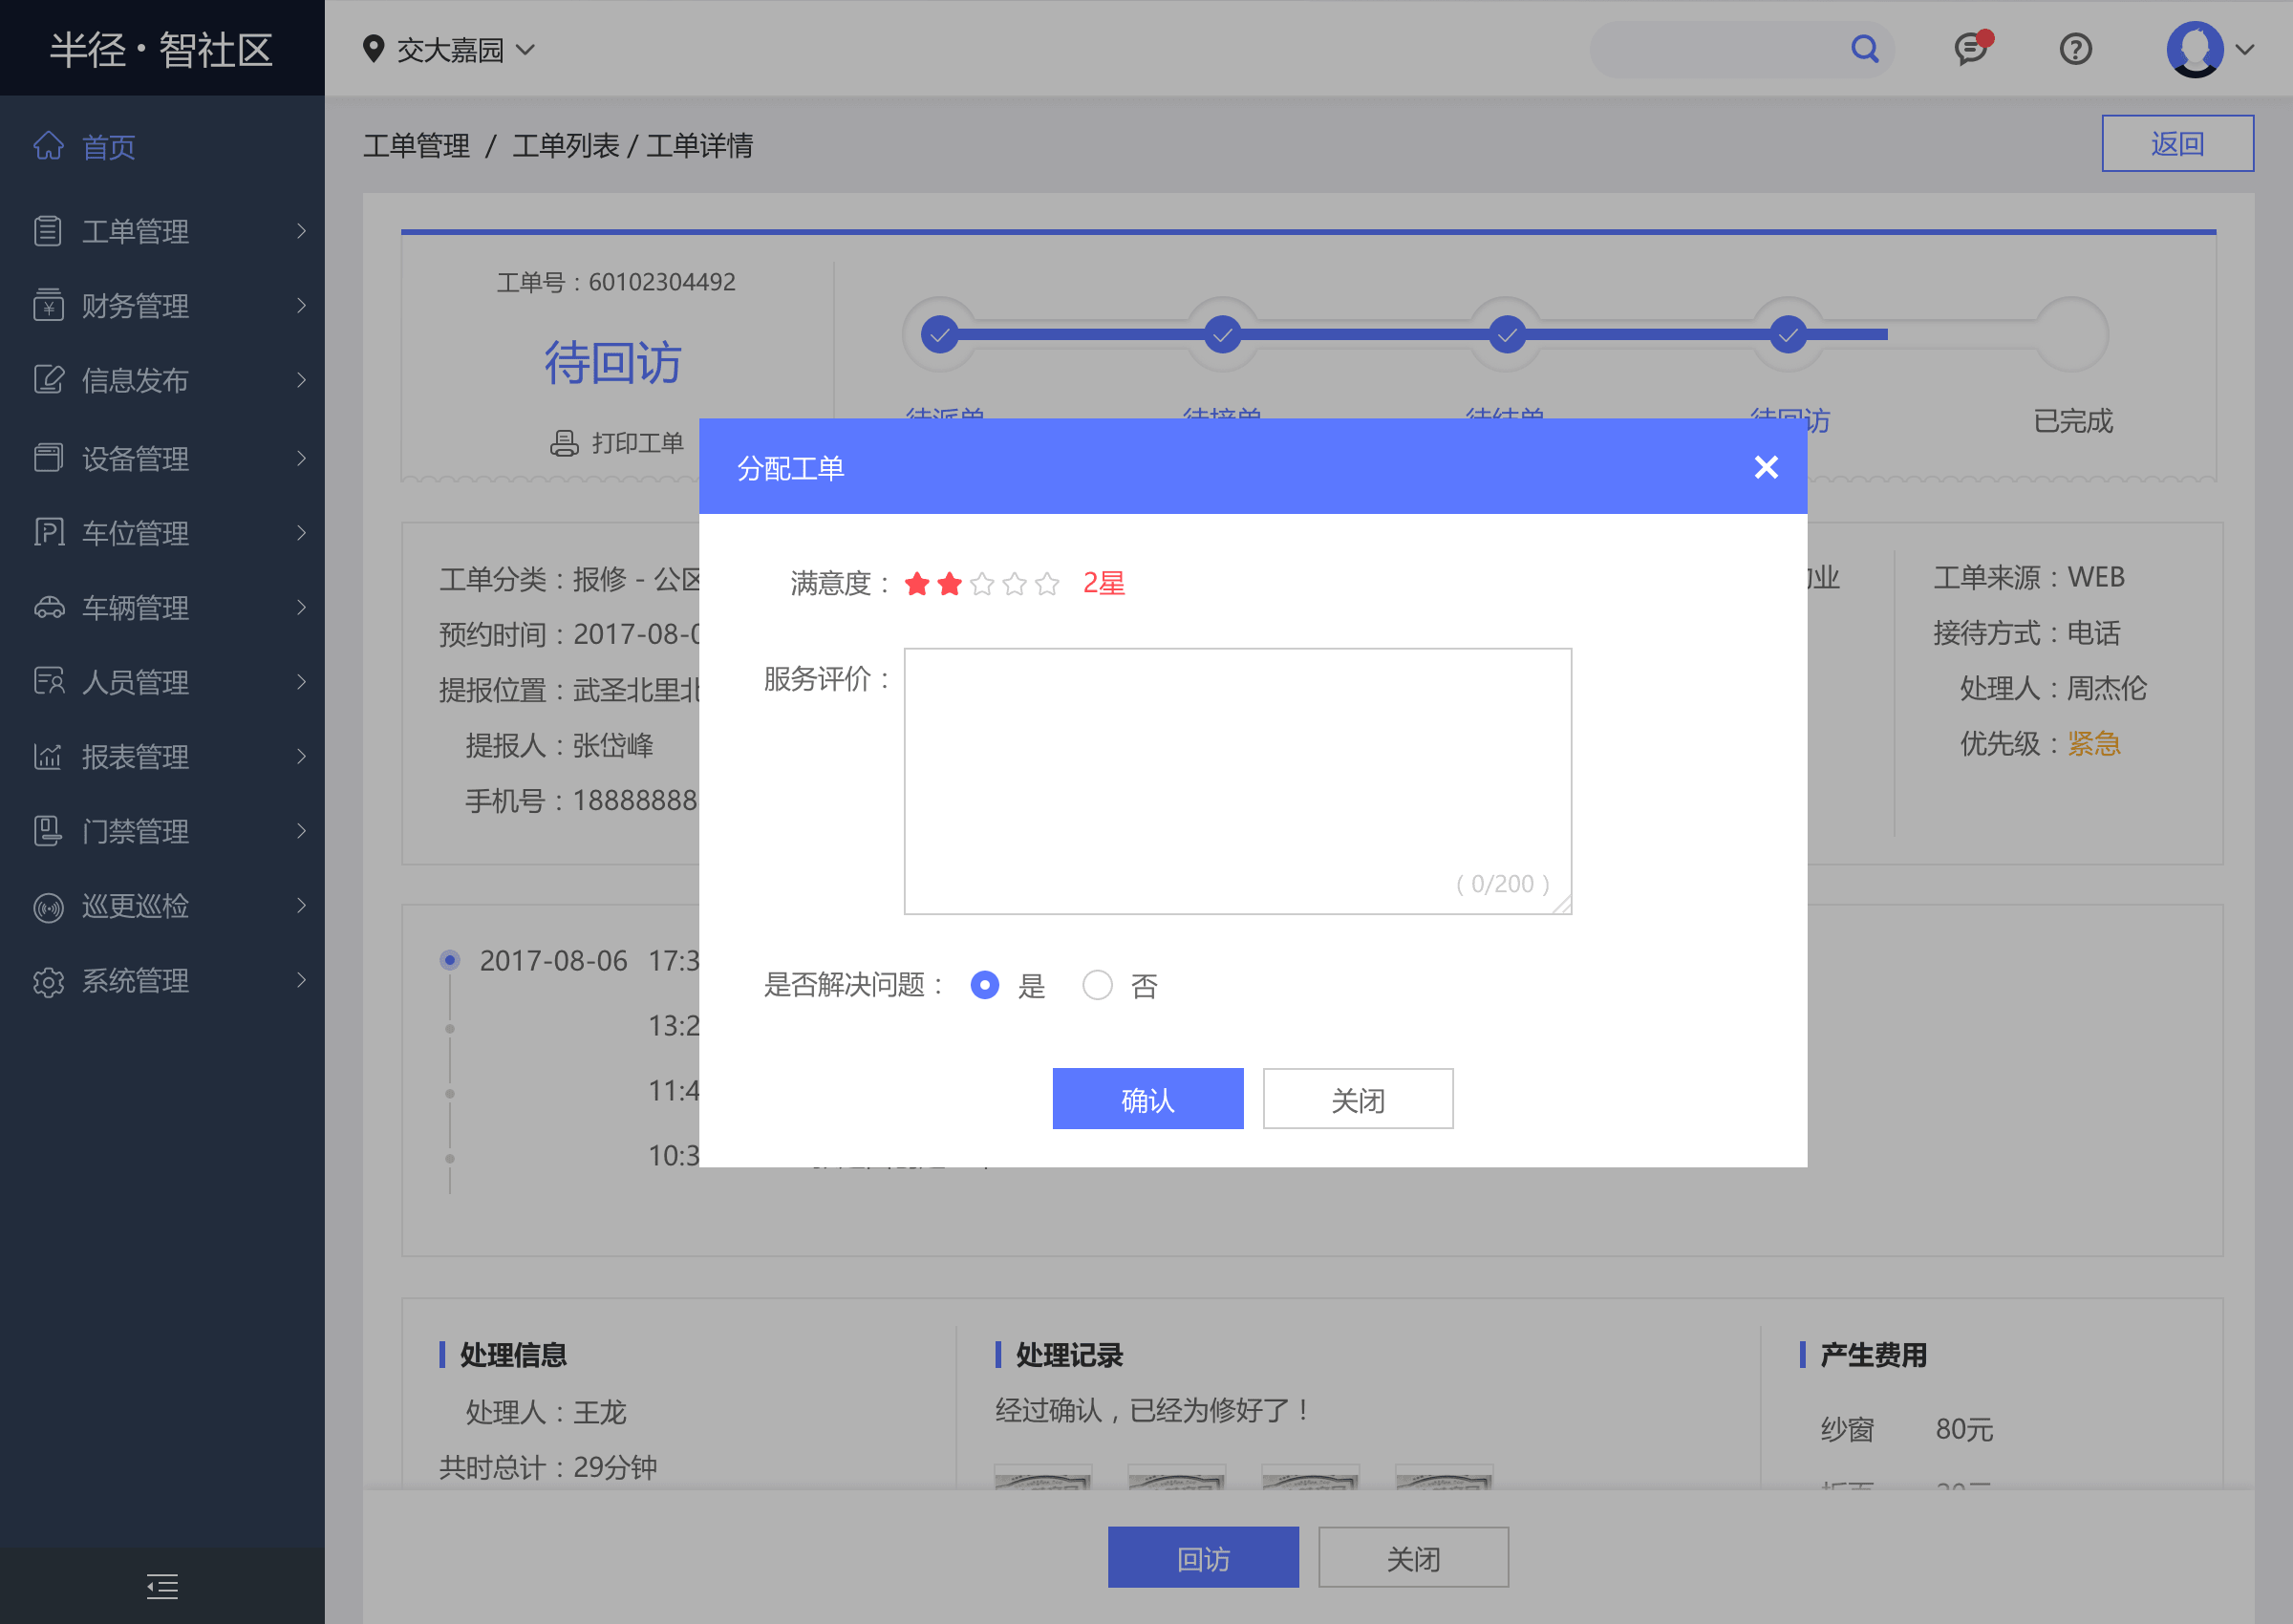 半径·智社区
交大嘉园
首页
工单管理
财务管理
信息发布
设备管理
车位管理
车辆管理
人员管理
报表管理
门禁管理
巡更巡检
系统管理
工单管理 / 工单列表 / 工单详情
返回
工单号：60102304492
待回访
打印工单
待派单
待接单
待结单
待回访
已完成
分配工单
满意度： 2星
服务评价：
( 0/200 )
是否解决问题： 是 否
确认 关闭
工单分类：报修 - 公区
预约时间：2017-08-0
提报位置：武圣北里北
提报人：张岱峰
手机号：18888888
业
工单来源：WEB
接待方式：电话
处理人：周杰伦
优先级：紧急
2017-08-06 17:3
13:2
11:4
10:3
处理信息
处理人：王龙
共时总计：29分钟
处理记录
经过确认，已经为修好了！
产生费用
纱窗 80元
回访 关闭